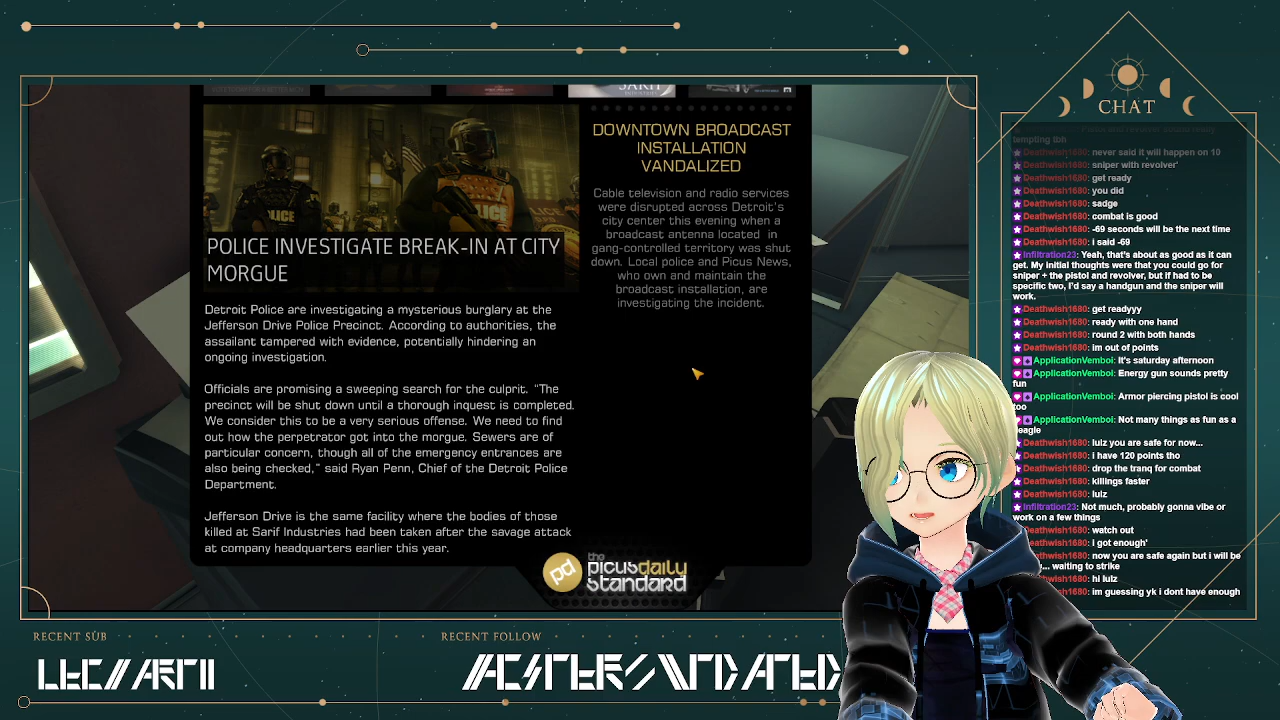 POLICE INVESTIGATE BREAK-IN AT CITY
MORGUE
Detroit Police are investigating a mysterious burglary at the
Jefferson Drive Police Precinct. According to authorities, the
assailant tampered with evidence, potentially hindering an
ongoing investigation.
Officials are promising a sweeping search for the culprit. "The
precinct will be shut down until a thorough inquest is completed.
We consider this to be a very serious offense. We need to find
out how the perpetrator got into the morgue. Sewers are of
particular concern, though all of the emergency entrances are
also being checked," said Ryan Penn, Chief of the Detroit Police
Department.
Jefferson Drive is the same facility where the bodies of those
killed at Sarif Industries had been taken after the savage attack
at company headquarters earlier this year.
DOWNTOWN BROADCAST
INSTALLATION
VANDALIZED
Cable television and radio services
were disrupted across Detroit's
city center this evening when a
broadcast antenna located in
gang-controlled territory was shut
down. Local police and Picus News,
who own and maintain the
broadcast installation, are
investigating the incident.
POLICE
POLICE
pd
the
picusdaily
standard
CHAT
tempting tbh
Deathwish1680: never said it will happen on 10
Deathwish1680: sniper with revolver'
Deathwish1680: get ready
Deathwish1680: you did
Deathwish1680: sadge
Deathwish1680: combat is good
Deathwish1680: -69 seconds will be the next time
Deathwish1680: i said -69
Infiltration23: Yeah, that's about as good as it can
get. My initial thoughts were that you could go for
sniper + the pistol and revolver, but if had to be
specific two, I'd say a handgun and the sniper will
work.
Deathwish1680: get readyyy
Deathwish1680: ready with one hand
Deathwish1680: round 2 with both hands
Deathwish1680: im out of points
ApplicationVemboi: It's saturday afternoon
ApplicationVemboi: Energy gun sounds pretty
fun
ApplicationVemboi: Armor piercing pistol is cool
too
ApplicationVemboi: Not many things as fun as a
deagle
Deathwish1680: lulz you are safe for now...
Deathwish1680: i have 120 points tho
Deathwish1680: drop the tranq for combat
Deathwish1680: killings faster
Deathwish1680: lulz
Infiltration23: Not much, probably gonna vibe or
work on a few things
Deathwish1680: watch out
Deathwish1680: i got enough'
Deathwish1680: now you are safe again but i will be
... waiting to strike
Deathwish1680: hi lulz
Deathwish1680: im guessing yk i dont have enough
RECENT SUB
RECENT FOLLOW